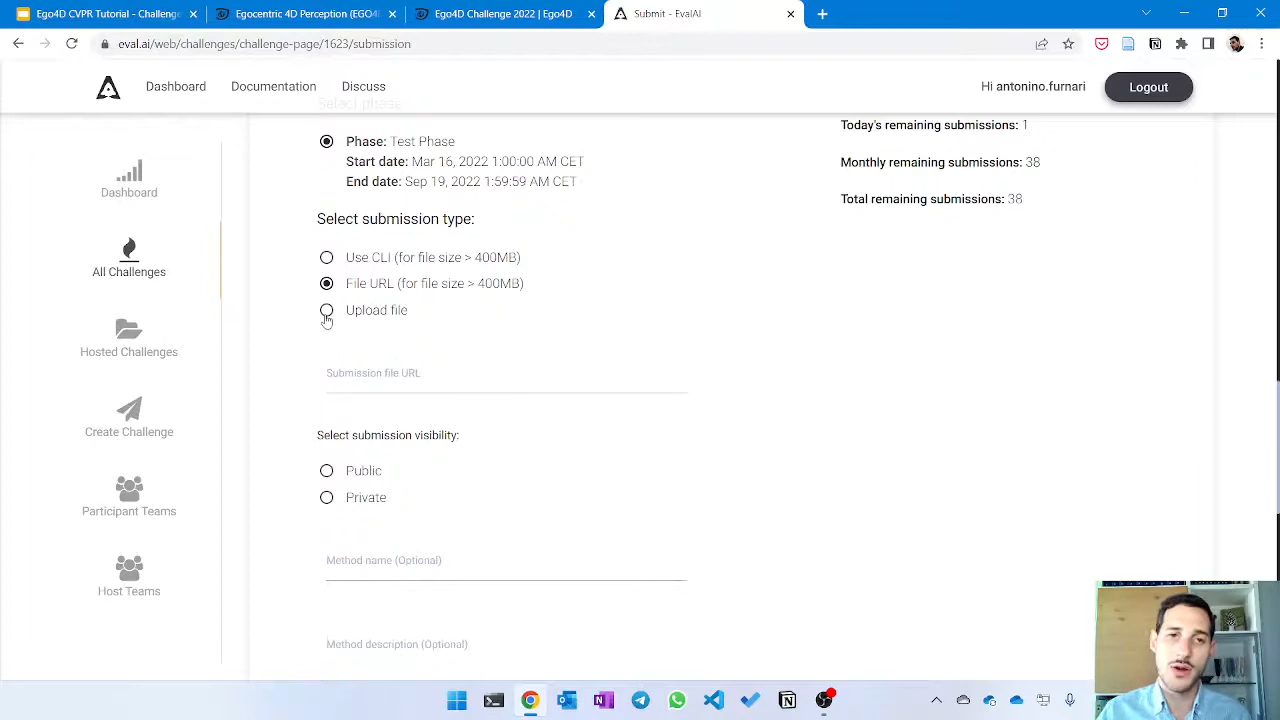 Ego4D CVPR Tutorial - Challeng
Egocentric 4D Perception (EGO4
Ego4D Challenge 2022 | Ego4D
Submit - EvalAI
eval.ai/web/challenges/challenge-page/1623/submission
Dashboard
Documentation
Discuss
Hi antonino.furnari
Logout
Select phase
Phase: Test Phase
Start date: Mar 16, 2022 1:00:00 AM CET
End date: Sep 19, 2022 1:59:59 AM CET
Today's remaining submissions: 1
Monthly remaining submissions: 38
Total remaining submissions: 38
Dashboard
All Challenges
Hosted Challenges
Create Challenge
Participant Teams
Host Teams
Select submission type:
Use CLI (for file size > 400MB)
File URL (for file size > 400MB)
Upload file
Submission file URL
Select submission visibility:
Public
Private
Method name (Optional)
Method description (Optional)